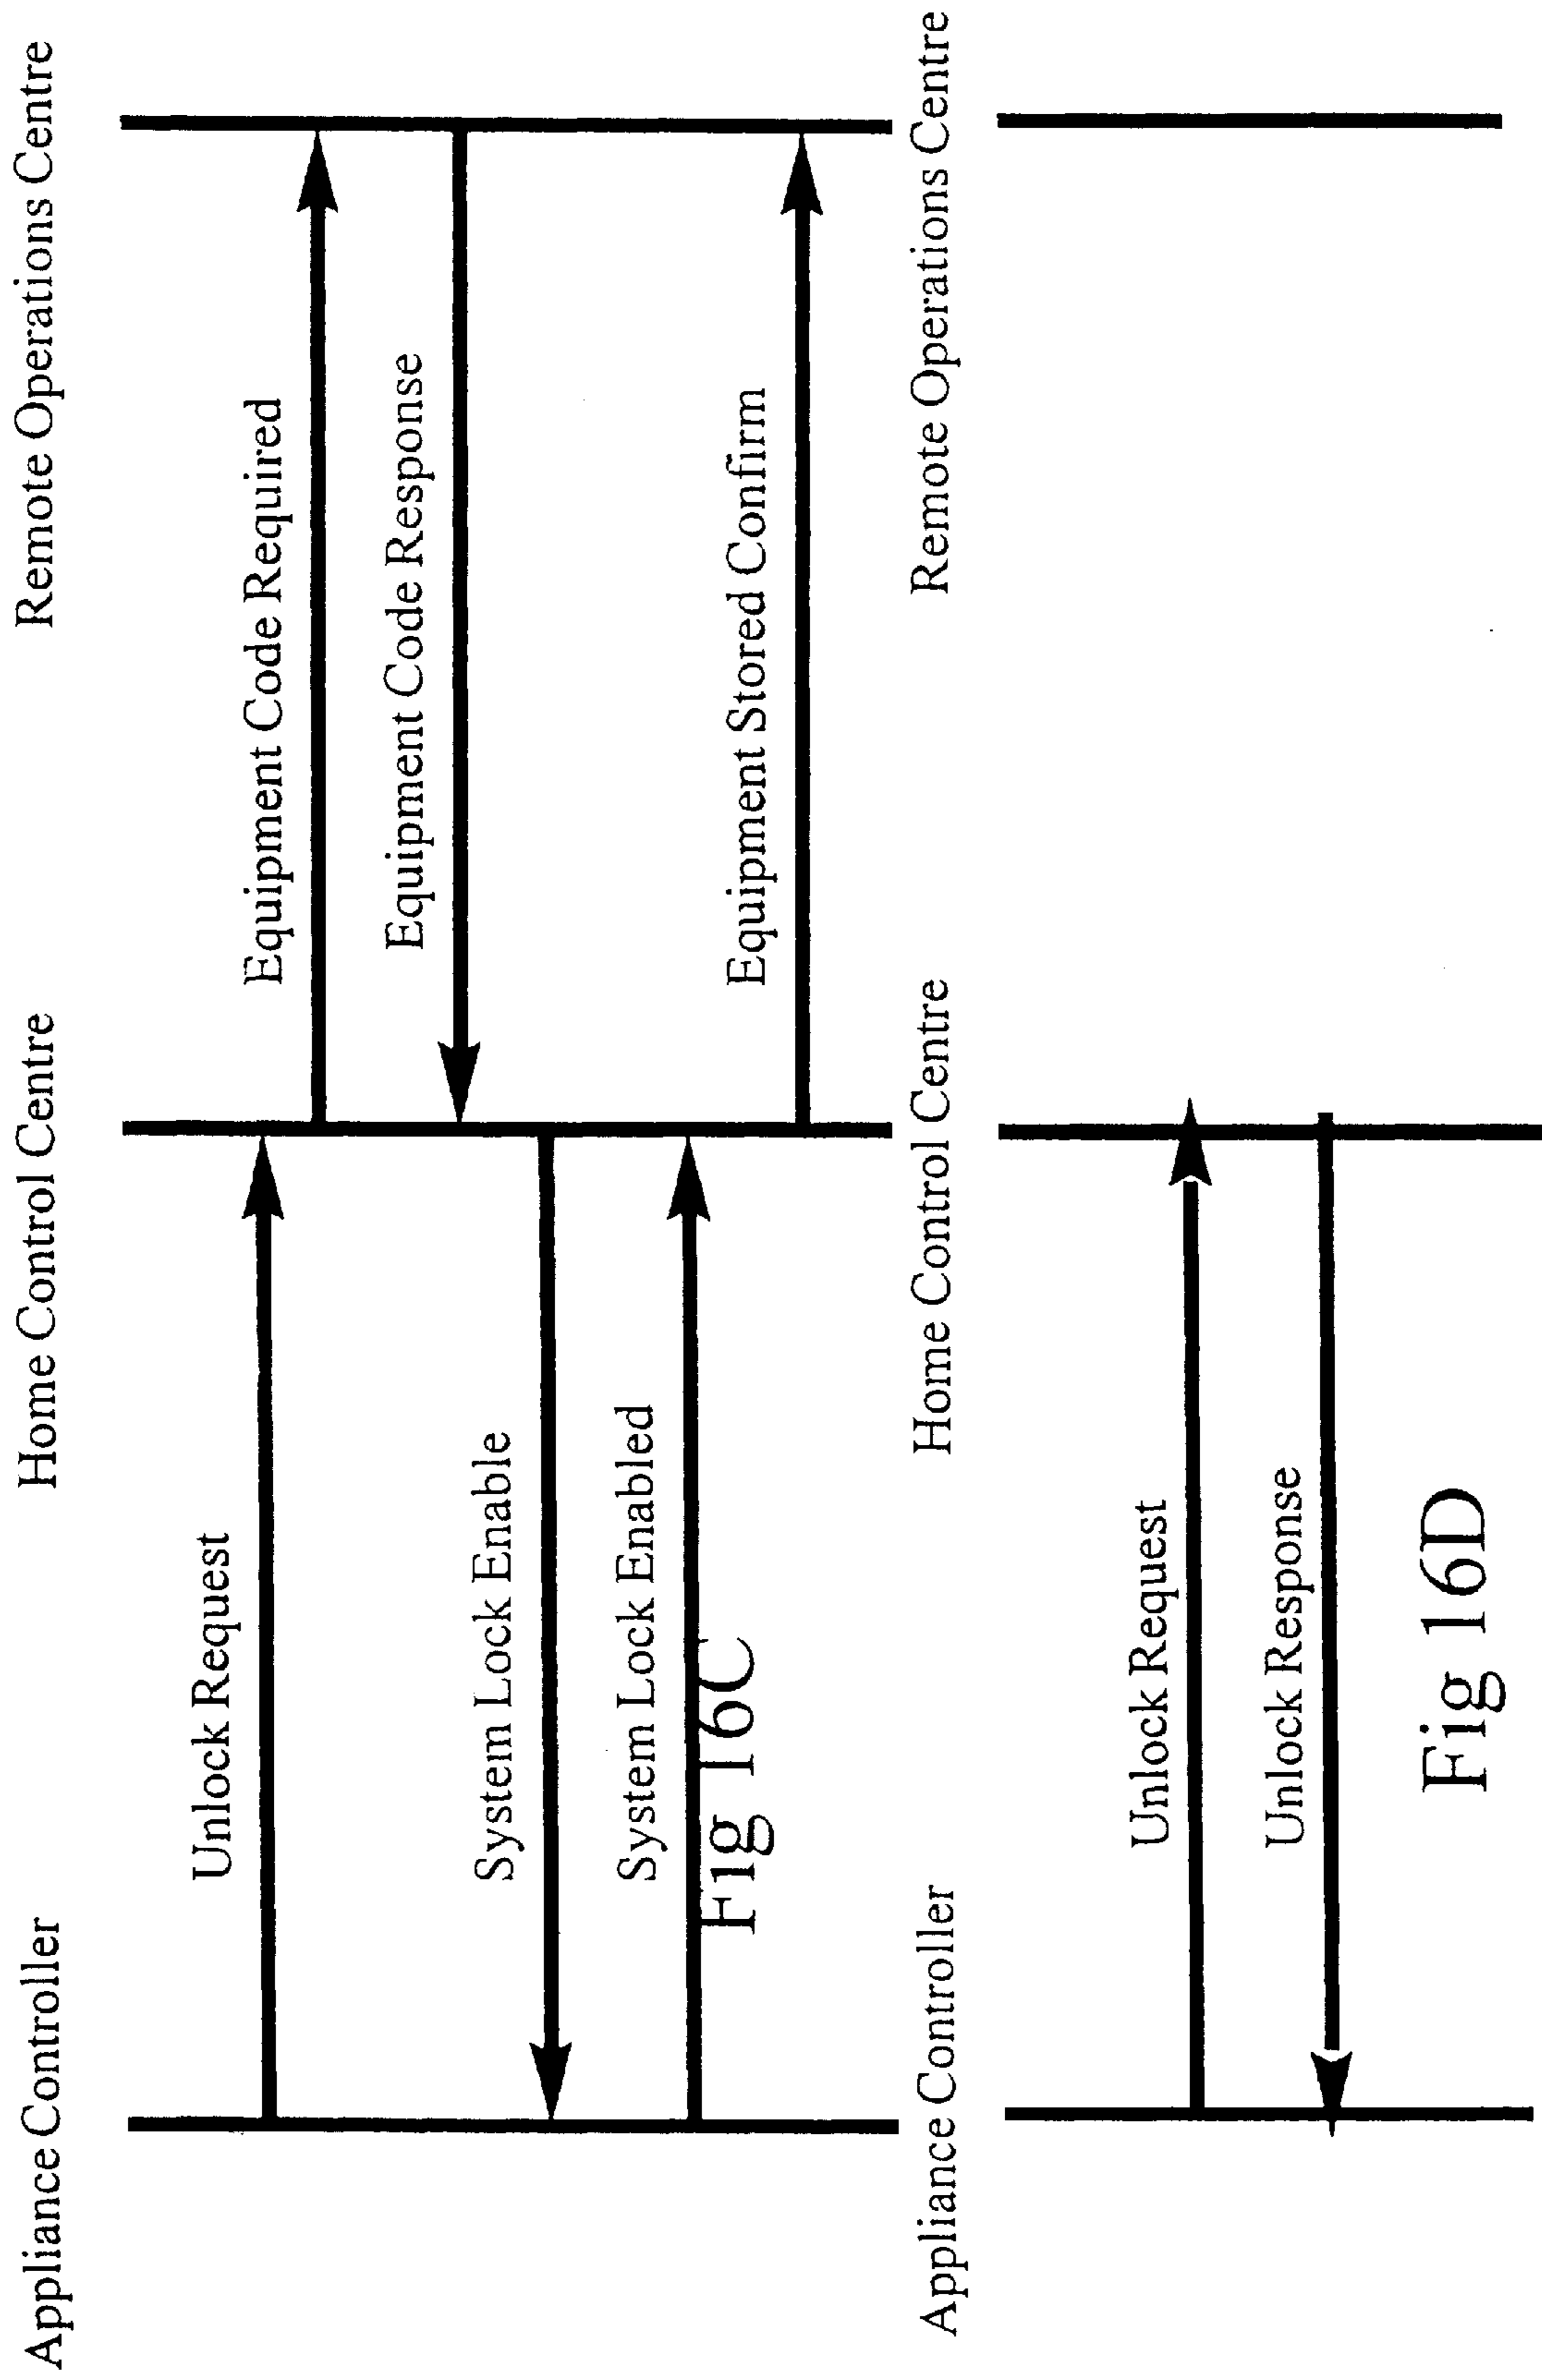 Appliance Controller
Home Control Centre
Remote Operations Centre
Unlock Request
Equipment Code Required
Equipment Code Response
System Lock Enable
System Lock Enabled
Equipment Stored Confirm
Fig 16C
Appliance Controller
Home Control Centre
Remote Operations Centre
Unlock Request
Unlock Response
Fig 16D